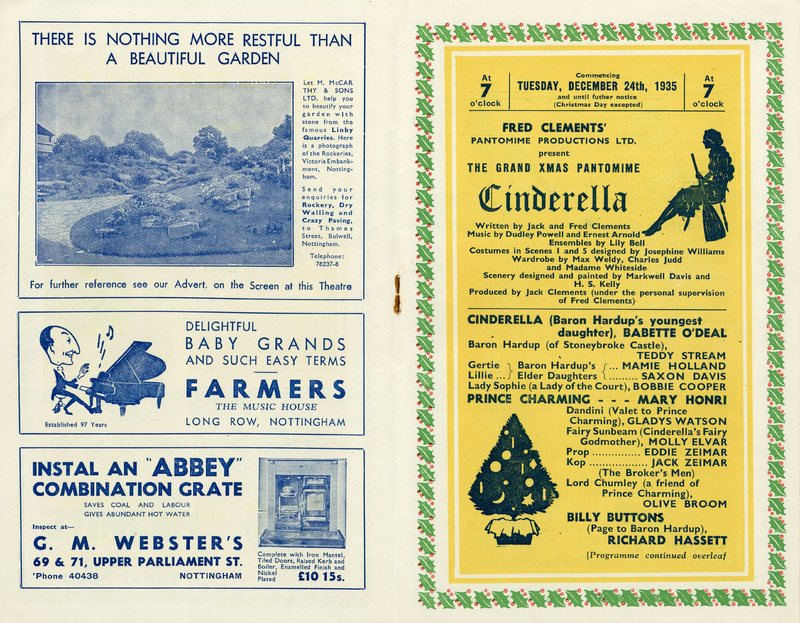 THERE IS NOTHING MORE RESTFUL THAN
A BEAUTIFUL GARDEN
Let M. McCAR
THY & SONS
LTD. help you
to beautify your
garden with
stone from the
famous Linby
Quarries. Here
is a photograph
of the Rockeries,
Victoria Embank-
ment, Notting-
ham.
Send your
enquiries for
Rockery, Dry
Walling and
Crazy Paving,
to Thames
Street, Bulwell,
Nottingham.
Telephone:
78237-8
For further reference see our Advert. on the Screen at this Theatre
DELIGHTFUL
BABY GRANDS
AND SUCH EASY TERMS
FARMERS
THE MUSIC HOUSE
LONG ROW, NOTTINGHAM
Established 97 Years
INSTAL AN "ABBEY"
COMBINATION GRATE
SAVES COAL AND LABOUR
GIVES ABUNDANT HOT WATER
Inspect at—
G. M. WEBSTER'S
69 & 71, UPPER PARLIAMENT ST.
'Phone 40438 NOTTINGHAM
Complete with Iron Mantel,
Tiled Doors, Raised Kerb and
Boiler, Enamelled Finish and
Nickel
Plated £10 15s.
At
7
o'clock
Commencing
TUESDAY, DECEMBER 24th, 1935
and until futher notice
(Christmas Day excepted)
At
7
o'clock
FRED CLEMENTS'
PANTOMIME PRODUCTIONS LTD.
present
THE GRAND XMAS PANTOMIME
Cinderella
Written by Jack and Fred Clements
Music by Dudley Powell and Ernest Arnold
Ensembles by Lily Bell
Costumes in Scenes 1 and 5 designed by Josephine Williams
Wardrobe by Max Weldy, Charles Judd
and Madame Whiteside
Scenery designed and painted by Markwell Davis and
H. S. Kelly
Produced by Jack Clements (under the personal supervision
of Fred Clements)
CINDERELLA (Baron Hardup's youngest
daughter), BABETTE O'DEAL
Baron Hardup (of Stoneybroke Castle),
TEDDY STREAM
Gertie } Baron Hardup's {... MAMIE HOLLAND
Lillie ... } Elder Daughters { ......... SAXON DAVIS
Lady Sophie (a Lady of the Court), BOBBIE COOPER
PRINCE CHARMING - - - MARY HONRI
Dandini (Valet to Prince
Charming), GLADYS WATSON
Fairy Sunbeam (Cinderella's Fairy
Godmother), MOLLY ELVAR
Prop ............... EDDIE ZEIMAR
Kop ................. JACK ZEIMAR
(The Broker's Men)
Lord Chumley (a friend of
Prince Charming),
OLIVE BROOM
BILLY BUTTONS
(Page to Baron Hardup),
RICHARD HASSETT
[Programme continued overleaf